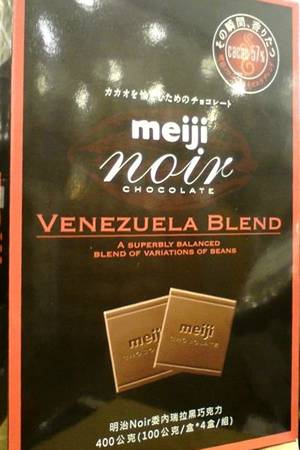 その瞬間、香りたつ
cacao 57%
カカオを愉しむためのチョコレート
meiji
noir
CHOCOLATE
VENEZUELA BLEND
A SUPERBLY BALANCED
BLEND OF VARIATIONS OF BEANS
meiji
CHOCOLATE
meiji
CHOCOLATE
明治Noir委內瑞拉黑巧克力
400公克(100公克/盒*4盒/組)